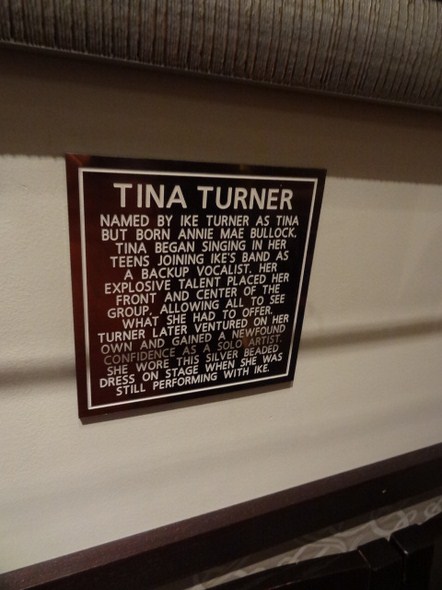 TINA TURNER
NAMED BY IKE TURNER AS TINA
BUT BORN ANNIE MAE BULLOCK.
TINA BEGAN SINGING IN HER
TEENS JOINING IKE'S BAND AS
A BACKUP VOCALIST. HER
EXPLOSIVE TALENT PLACED HER
FRONT AND CENTER OF THE
GROUP. ALLOWING ALL TO SEE
WHAT SHE HAD TO OFFER.
TURNER LATER VENTURED ON HER
OWN AND GAINED A NEWFOUND
CONFIDENCE AS A SOLO ARTIST.
SHE WORE THIS SILVER BEADED
DRESS ON STAGE WHEN SHE WAS
STILL PERFORMING WITH IKE.